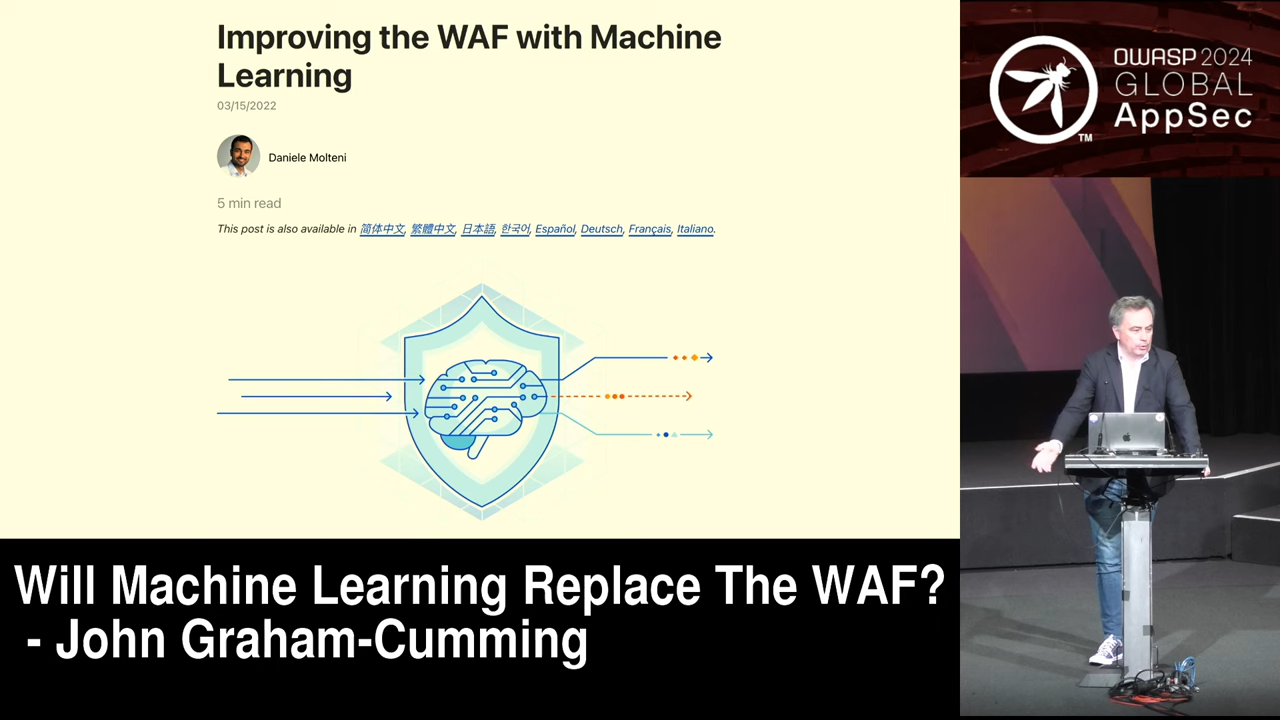 Improving the WAF with Machine
Learning
03/15/2022
Daniele Molteni
5 min read
This post is also available in 简体中文, 繁體中文, 日本語, 한국어, Español, Deutsch, Français, Italiano.
Will Machine Learning Replace The WAF?
- John Graham-Cumming
OWASP 2024
GLOBAL
AppSec
TM